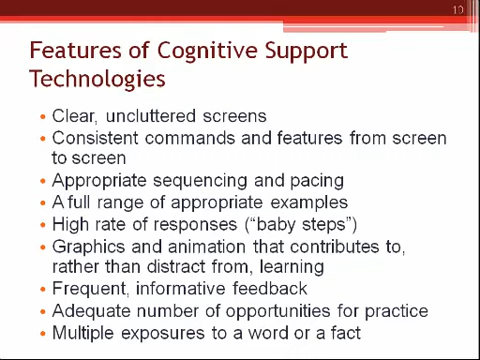 10
Features of Cognitive Support
Technologies
• Clear, uncluttered screens
• Consistent commands and features from screen
to screen
• Appropriate sequencing and pacing
• A full range of appropriate examples
• High rate of responses (“baby steps”)
• Graphics and animation that contributes to,
rather than distract from, learning
• Frequent, informative feedback
• Adequate number of opportunities for practice
• Multiple exposures to a word or a fact